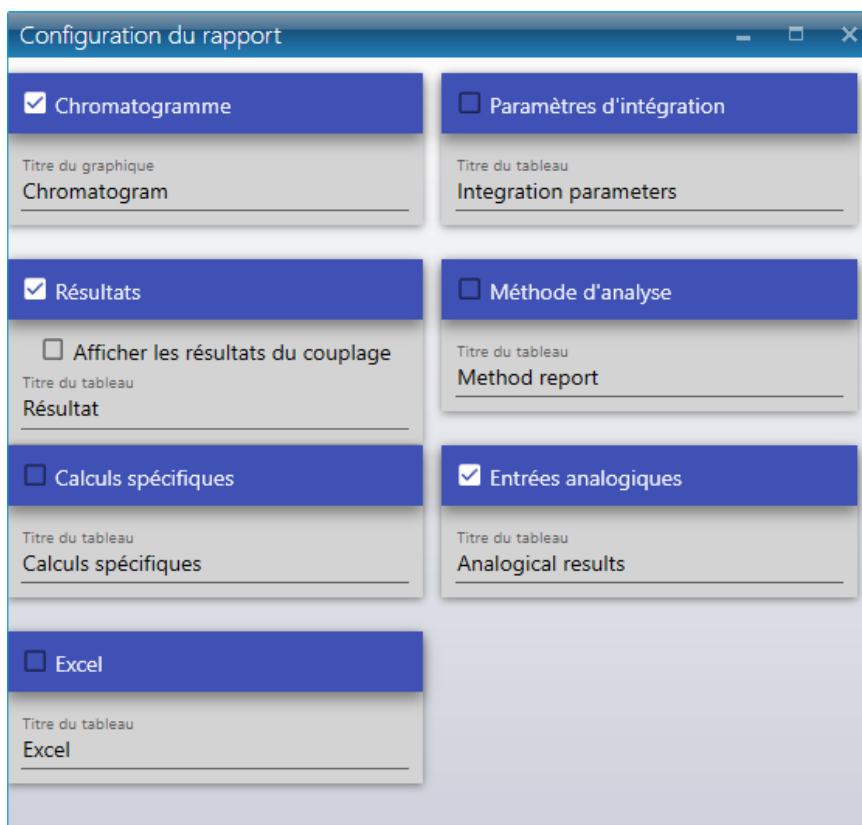 Configuration du rapport
Chromatogramme
Titre du graphique
Chromatogram
Paramètres d'intégration
Titre du tableau
Integration parameters
Résultats
Afficher les résultats du couplage
Titre du tableau
Résultat
Méthode d'analyse
Titre du tableau
Method report
Calculs spécifiques
Titre du tableau
Calculs spécifiques
Entrées analogiques
Titre du tableau
Analogical results
Excel
Titre du tableau
Excel